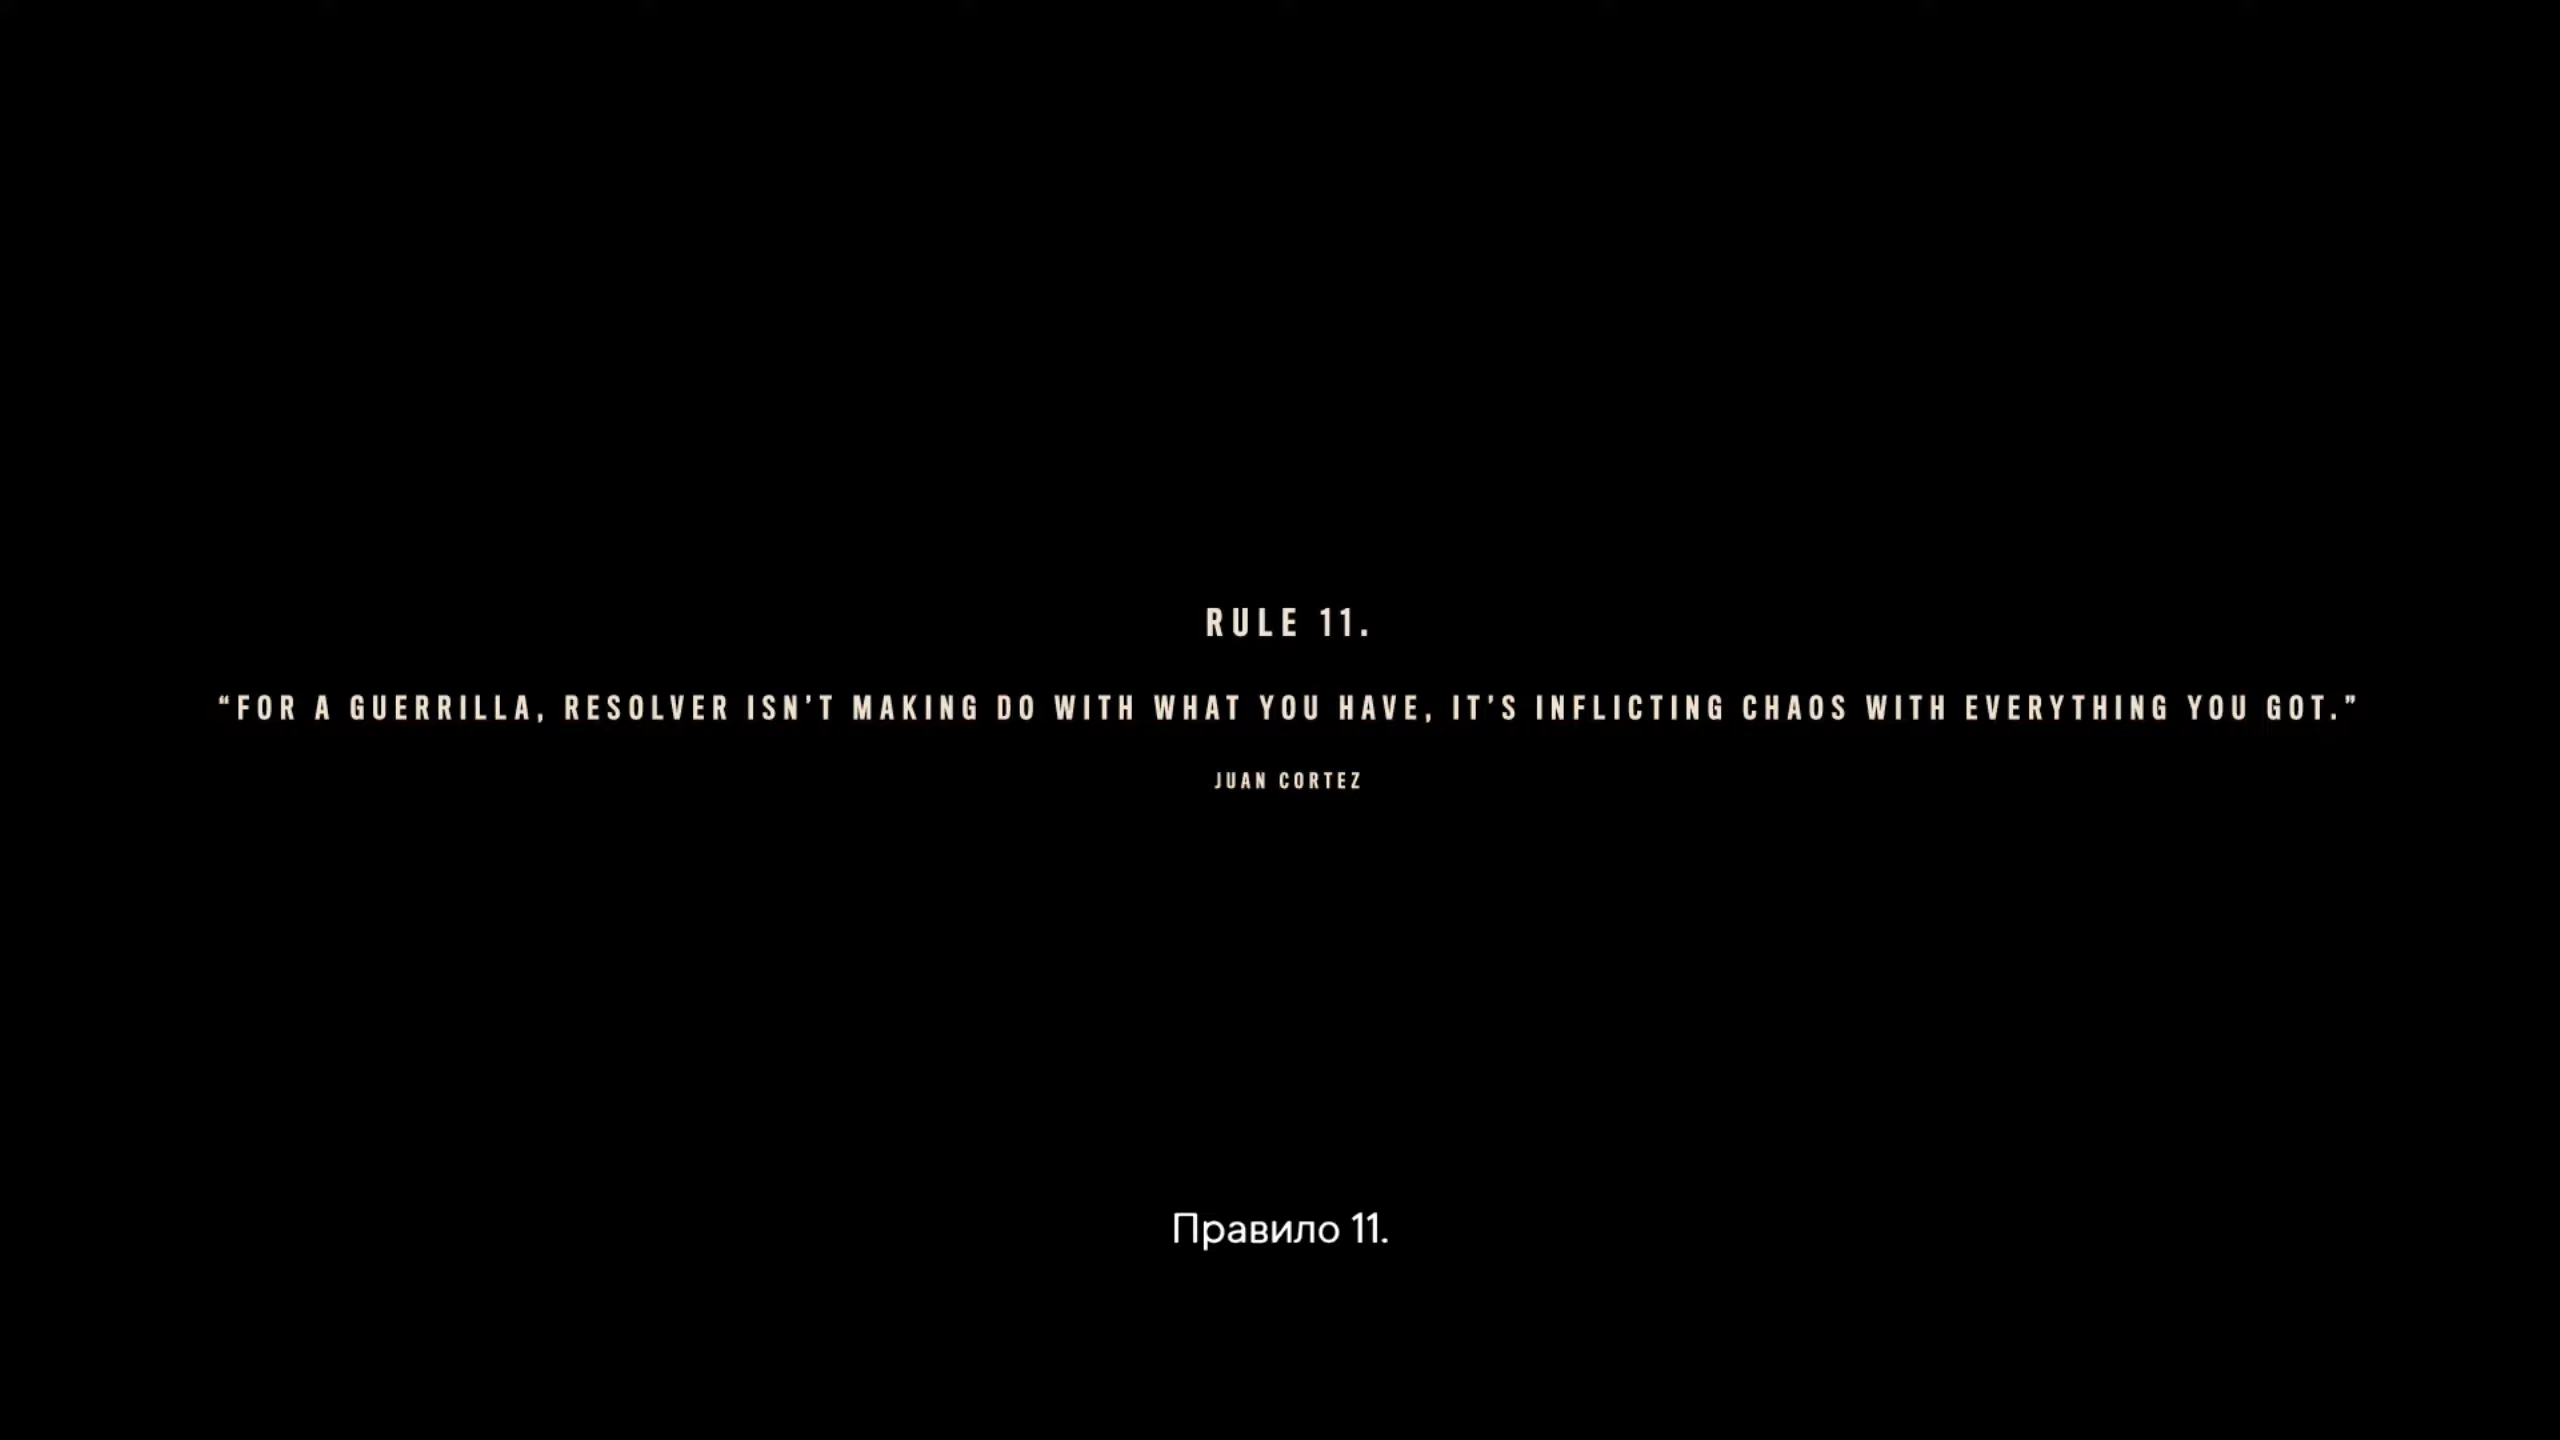 RULE 11.
“FOR A GUERRILLA, RESOLVER ISN’T MAKING DO WITH WHAT YOU HAVE, IT’S INFLICTING CHAOS WITH EVERYTHING YOU GOT.”
JUAN CORTEZ
Правило 11.